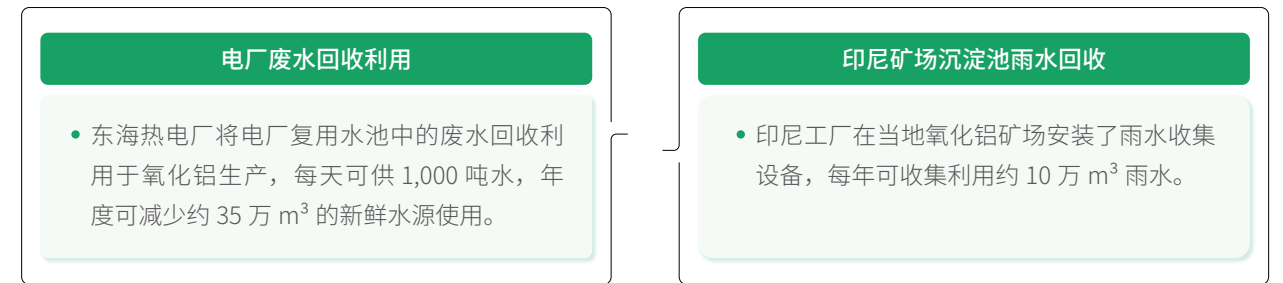 电厂废水回收利用
• 东海热电厂将电厂复用水池中的废水回收利
用于氧化铝生产，每天可供 1,000 吨水，年
度可减少约 35 万 m³ 的新鲜水源使用。
印尼矿场沉淀池雨水回收
• 印尼工厂在当地氧化铝矿场安装了雨水收集
设备，每年可收集利用约 10 万 m³ 雨水。